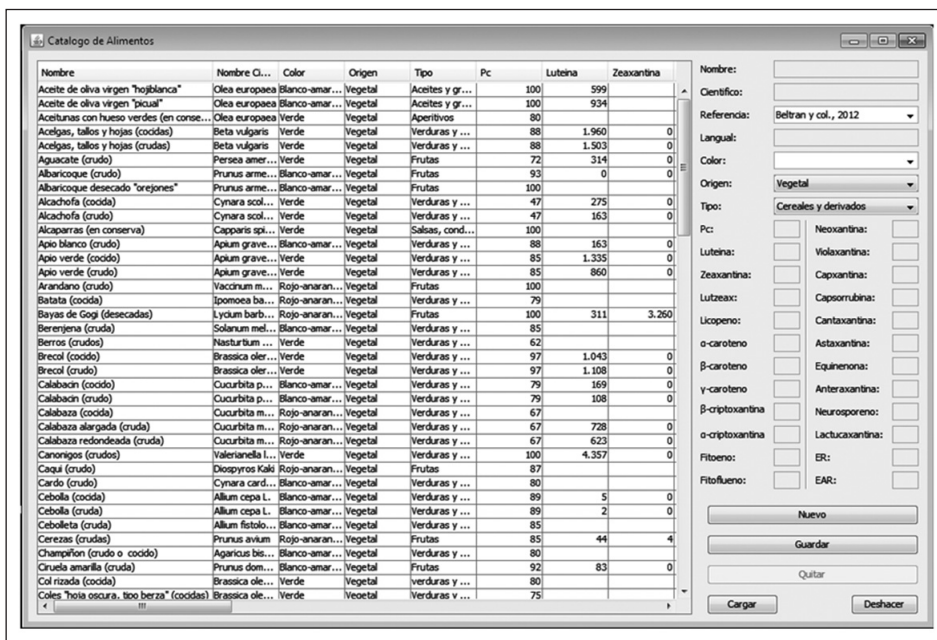 Catalogo de Alimentos
Nombre Nombre Ci... Color Origen Tipo Pc Luteina Zeaxantina
Aceite de oliva virgen "hojiblanca" Olea europaea Blanco-amar... Vegetal Aceites y gr... 100 599
Aceite de oliva virgen "picual" Olea europaea Blanco-amar... Vegetal Aceites y gr... 100 934
Aceitunas con hueso verdes (en conse... Olea europaea Verde Vegetal Aperitivos 80
Acelgas, tallos y hojas (cocidas) Beta vulgaris Verde Vegetal Verduras y ... 88 1.960 0
Acelgas, tallos y hojas (crudas) Beta vulgaris Verde Vegetal Verduras y ... 88 1.503 0
Aguacate (crudo) Persea amer... Verde Vegetal Frutas 72 314 0
Albaricoque (crudo) Prunus arme... Blanco-amar... Vegetal Frutas 93 0 0
Albaricoque desecado "orejones" Prunus arme... Blanco-amar... Vegetal Frutas 100
Alcachofa (cocida) Cynara scol... Verde Vegetal Verduras y ... 47 275 0
Alcachofa (cruda) Cynara scol... Verde Vegetal Verduras y ... 47 163 0
Alcaparras (en conserva) Capparis spi... Verde Vegetal Salsas, cond... 100
Apio blanco (crudo) Apium grave... Blanco-amar... Vegetal Verduras y ... 88 163 0
Apio verde (cocido) Apium grave... Verde Vegetal Verduras y ... 85 1.335 0
Apio verde (crudo) Apium grave... Verde Vegetal Verduras y ... 85 860 0
Arandano (crudo) Vaccinum m... Rojo-anaran... Vegetal Frutas 100
Batata (cocida) Ipomoea ba... Rojo-anaran... Vegetal Verduras y ... 79
Bayas de Gogi (desecadas) Lycium barb... Rojo-anaran... Vegetal Frutas 100 311 3.260
Berenjena (cruda) Solanum mel... Blanco-amar... Vegetal Verduras y ... 85
Berros (crudos) Nasturtium ... Verde Vegetal Verduras y ... 62
Brecol (cocido) Brassica oler... Verde Vegetal Verduras y ... 97 1.043 0
Brecol (crudo) Brassica oler... Verde Vegetal Verduras y ... 97 1.108 0
Calabacin (cocido) Cucurbita p... Blanco-amar... Vegetal Verduras y ... 79 169 0
Calabacin (crudo) Cucurbita p... Blanco-amar... Vegetal Verduras y ... 79 108 0
Calabaza (cocida) Cucurbita m... Rojo-anaran... Vegetal Verduras y ... 67
Calabaza alargada (cruda) Cucurbita m... Rojo-anaran... Vegetal Verduras y ... 67 728 0
Calabaza redondeada (cruda) Cucurbita m... Rojo-anaran... Vegetal Verduras y ... 67 623 0
Canonigos (crudos) Valerianella l... Verde Vegetal Verduras y ... 100 4.357 0
Caqui (crudo) Diospyros Kaki Rojo-anaran... Vegetal Frutas 87
Cardo (crudo) Cynara card... Blanco-amar... Vegetal Verduras y ... 80
Cebolla (cocida) Allium cepa L. Blanco-amar... Vegetal Verduras y ... 89 5 0
Cebolla (cruda) Allium cepa L. Blanco-amar... Vegetal Verduras y ... 89 2 0
Cebolleta (cruda) Allium fistolo... Blanco-amar... Vegetal Verduras y ... 85
Cerezas (crudas) Prunus avium Rojo-anaran... Vegetal Frutas 85 44 4
Champiñon (crudo o cocido) Agaricus bis... Blanco-amar... Vegetal Verduras y ... 80
Ciruela amarilla (cruda) Prunus dom... Blanco-amar... Vegetal Frutas 92 83 0
Col rizada (cocida) Brassica ole... Verde Vegetal verduras y ... 80
Coles "hoja oscura, tipo berza" (cocidas) Brassica ole... Verde Vegetal Verduras y ... 75
Nombre:
Cientifico:
Referencia: Beltran y col., 2012
Langual:
Color:
Origen: Vegetal
Tipo: Cereales y derivados
Pc: Neoxantina:
Luteina: Violaxantina:
Zeaxantina: Capxantina:
Lutzeax: Capsorrubina:
Licopeno: Cantaxantina:
α-caroteno Astaxantina:
β-caroteno Equinenona:
γ-caroteno Anteraxantina:
β-criptoxantina Neurosporeno:
α-criptoxantina Lactucaxantina:
Fitoeno: ER:
Fitoflueno: EAR:
Nuevo
Guardar
Quitar
Cargar Deshacer